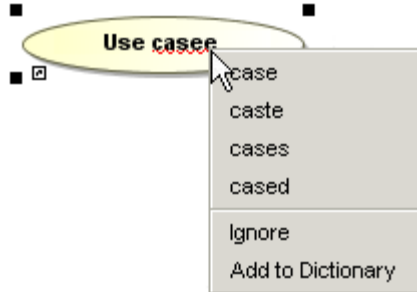 Use casee
case
caste
cases
cased
Ignore
Add to Dictionary